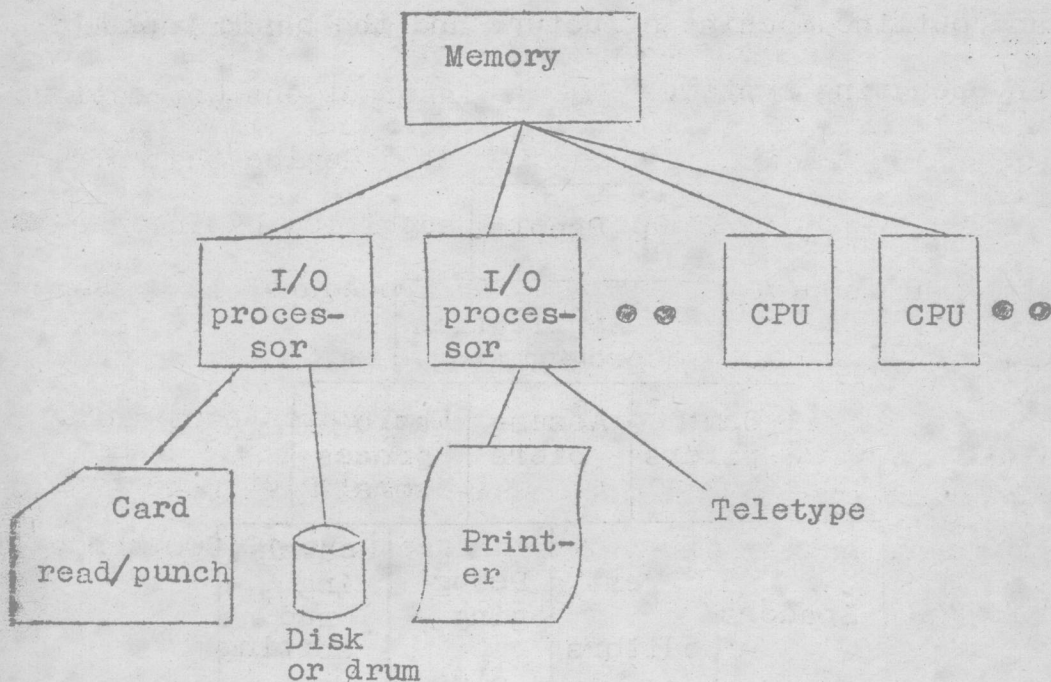 Memory
I/O
proces-
sor
I/O
proces-
sor
CPU
CPU
Card
read/punch
Disk
or drum
Print-
er
Teletype